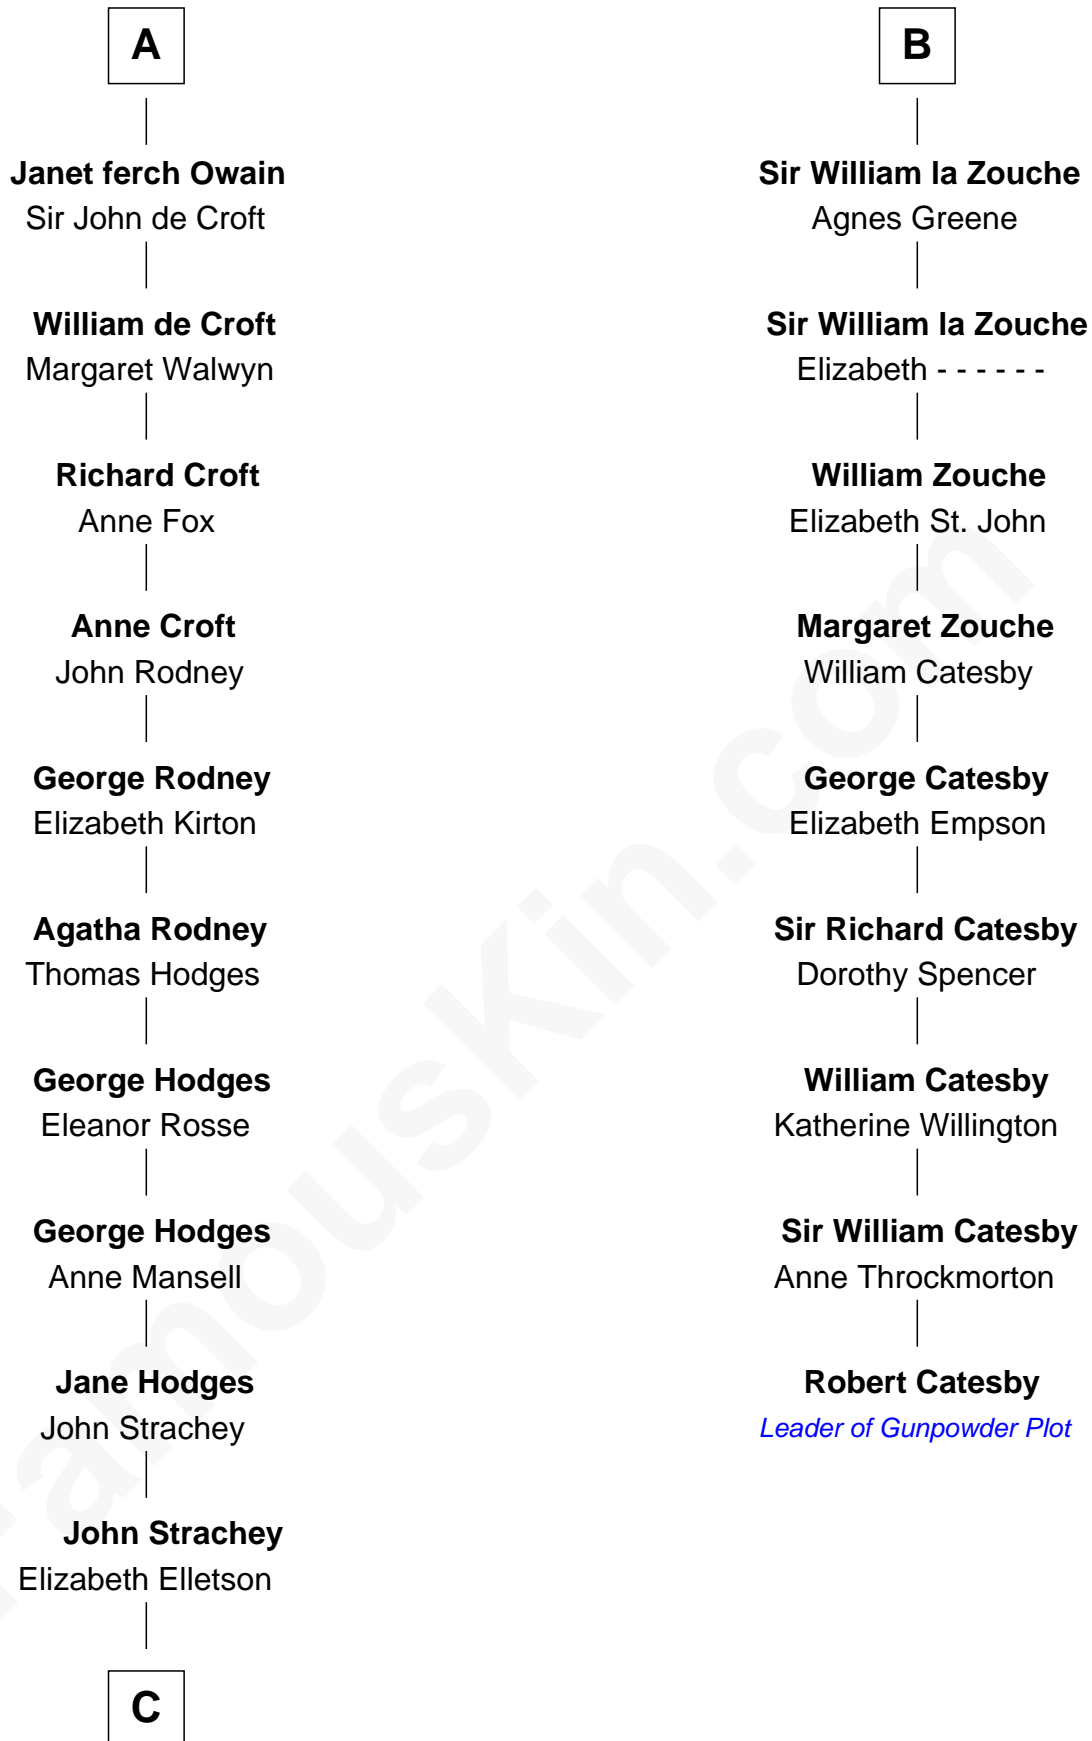 A
Janet ferch Owain
Sir John de Croft
William de Croft
Margaret Walwyn
Richard Croft
Anne Fox
Anne Croft
John Rodney
George Rodney
Elizabeth Kirton
Agatha Rodney
Thomas Hodges
George Hodges
Eleanor Rosse
George Hodges
Anne Mansell
Jane Hodges
John Strachey
John Strachey
Elizabeth Elletson
C
B
Sir William la Zouche
Agnes Greene
Sir William la Zouche
Elizabeth - - - - - -
William Zouche
Elizabeth St. John
Margaret Zouche
William Catesby
George Catesby
Elizabeth Empson
Sir Richard Catesby
Dorothy Spencer
William Catesby
Katherine Willington
Sir William Catesby
Anne Throckmorton
Robert Catesby
Leader of Gunpowder Plot
FamousKin.com